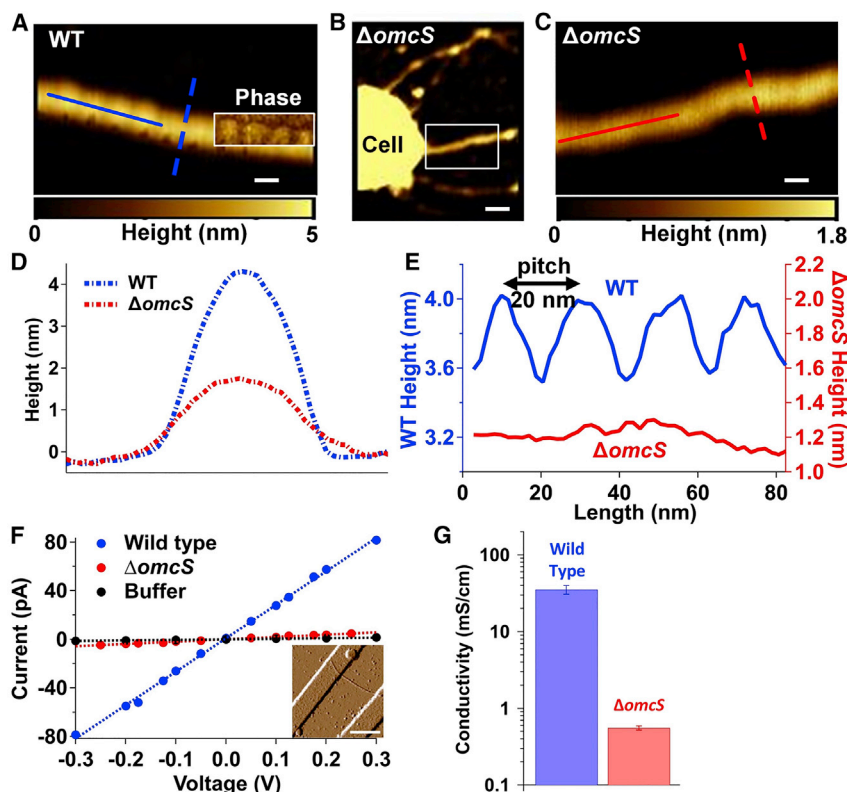 A
WT
Phase
0
Height (nm)
5
B
ΔomcS
Cell
C
ΔomcS
0
Height (nm)
1.8
D
WT
ΔomcS
Height (nm)
4
3
2
1
0
E
pitch
20 nm
WT
ΔomcS
WT Height (nm)
4.0
3.6
3.2
ΔomcS Height (nm)
2.2
2.0
1.8
1.6
1.4
1.2
1.0
0
20
40
60
80
Length (nm)
F
Wild type
ΔomcS
Buffer
Current (pA)
80
40
0
-40
-80
-0.3
-0.2
-0.1
0.0
0.1
0.2
0.3
Voltage (V)
G
Wild
Type
ΔomcS
Conductivity (mS/cm)
100
10
1
0.1